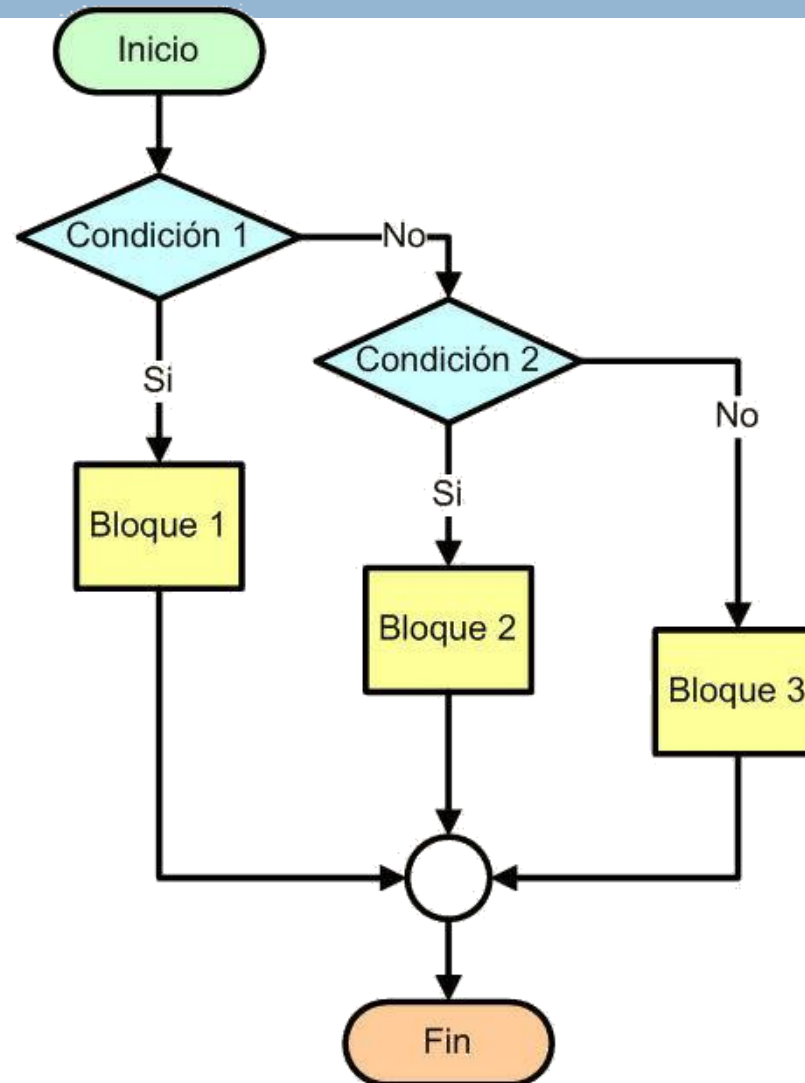 Inicio
Condición 1
No
Condición 2
Si
No
Si
Bloque 1
Bloque 2
Bloque 3
Fin